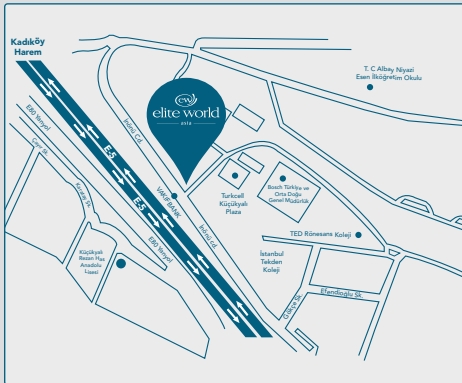 Kadıköy
Harem
T. C Albay Niyazi
Esen İlköğretim Okulu
ew
elite world
asia
E80 Yanyol
İnönü Cd.
E-5
Turkcell
Küçükyalı
Plaza
Bosch Türkiye ve
Orta Doğu
Genel Müdürlük
VAKIF BANK
E-5
İnönü cd.
TED Rönesans Koleji
Küçükyalı
Rezan Has
Anadolu
Lisesi
E80 Yanyol
İstanbul
Tekden
Koleji
Gökçe Sk.
Efendioğlu Sk.